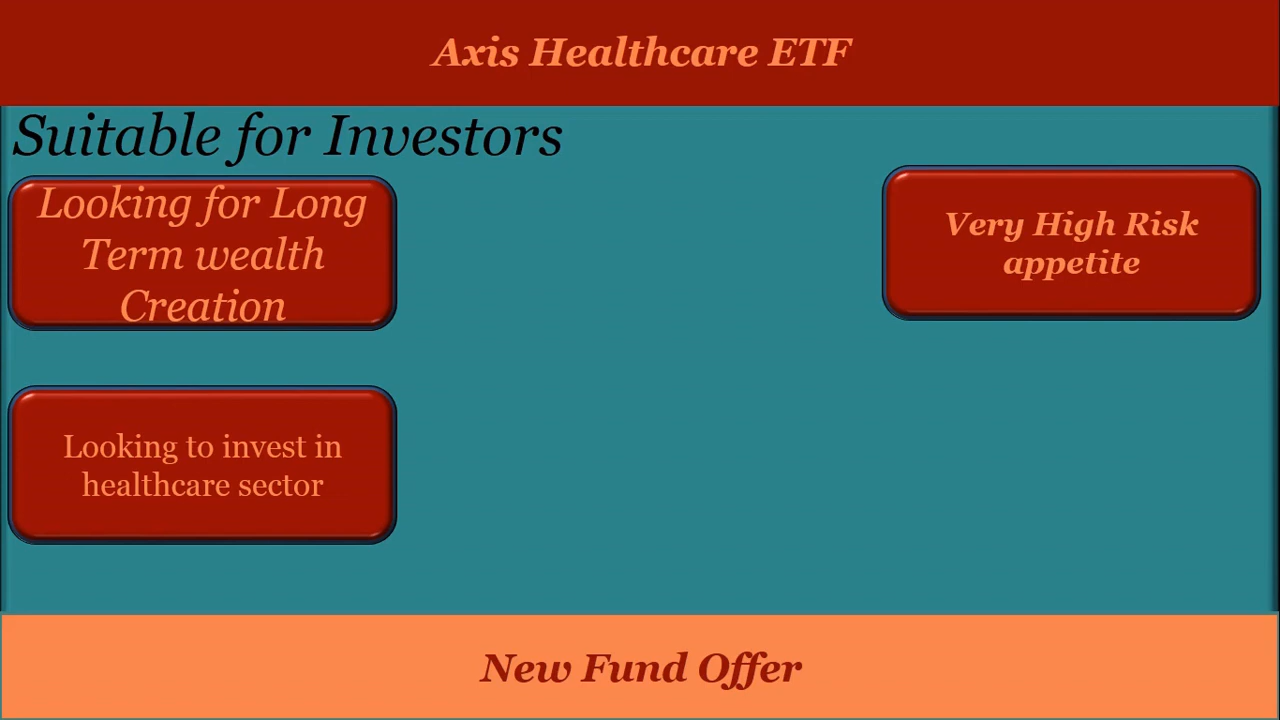 Axis Healthcare ETF
Suitable for Investors
Looking for Long
Term wealth
Creation
Very High Risk
appetite
Looking to invest in
healthcare sector
New Fund Offer